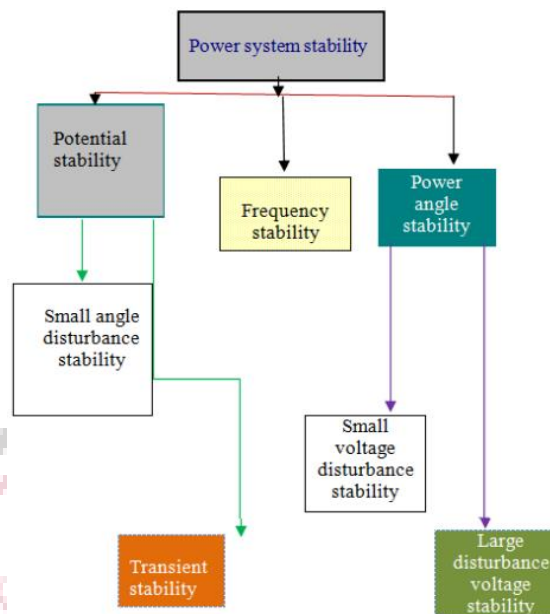 Power system stability
Potential
stability
Frequency
stability
Power
angle
stability
Small angle
disturbance
stability
Small
voltage
disturbance
stability
Transient
stability
Large
disturbance
voltage
stability